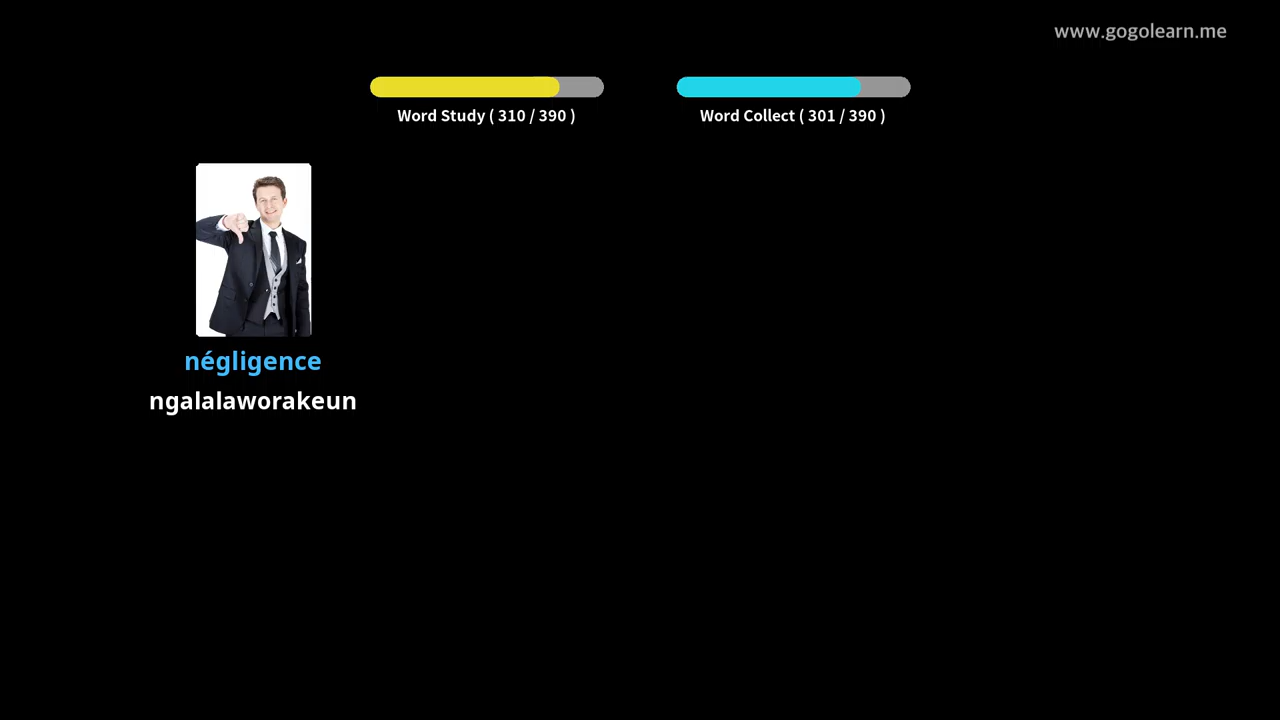 www.gogolearn.me
Word Study ( 310 / 390 )
Word Collect ( 301 / 390 )
négligence
ngalalaworakeun